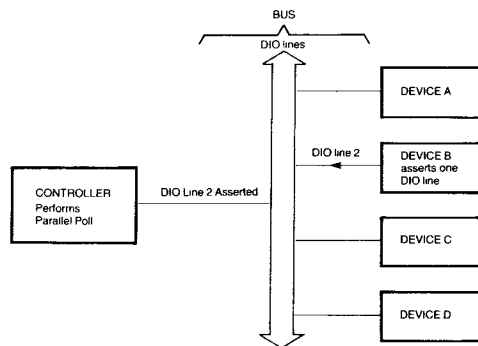 BUS
DIO lines
DEVICE A
DIO line 2
DEVICE B
asserts one
DIO line
CONTROLLER
Performs
Parallel Poll
DIO Line 2 Asserted
DEVICE C
DEVICE D